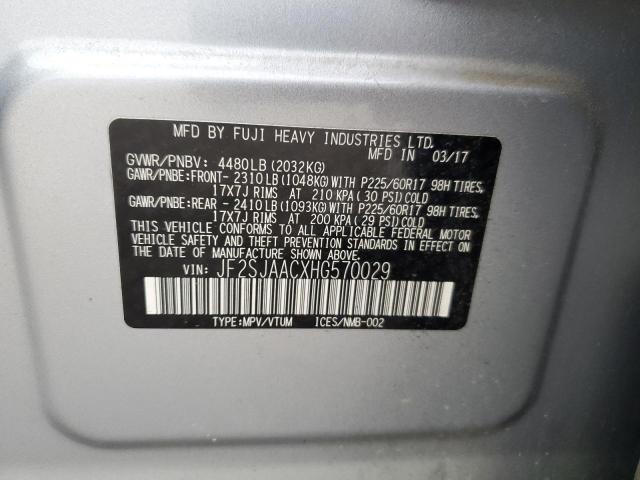 MFD BY FUJI HEAVY INDUSTRIES LTD.
MFD IN 03/17
GVWR/PNBV: 4480LB(2032KG)
GAWR/PNBE:FRONT- 2310LB(1048KG)WITH P225/60R17 98H TIRES,
17X7J RIMS AT 210 KPA( 30 PSI)COLD
GAWR/PNBE:REAR - 2410LB(1093KG)WITH P225/60R17 98H TIRES,
17X7J RIMS AT 200 KPA(29 PSI)COLD
THIS VEHICLE CONFORMS TO ALL APPLICABLE FEDERAL MOTOR
VEHICLE SAFETY AND THEFT PREVENTION STANDARDS IN EFFECT
ON THE DATE OF MANUFACTURE SHOWN ABOVE.
VIN: JF2SJAACXHG570029
TYPE:MPV/VTUM ICES/NMB-002